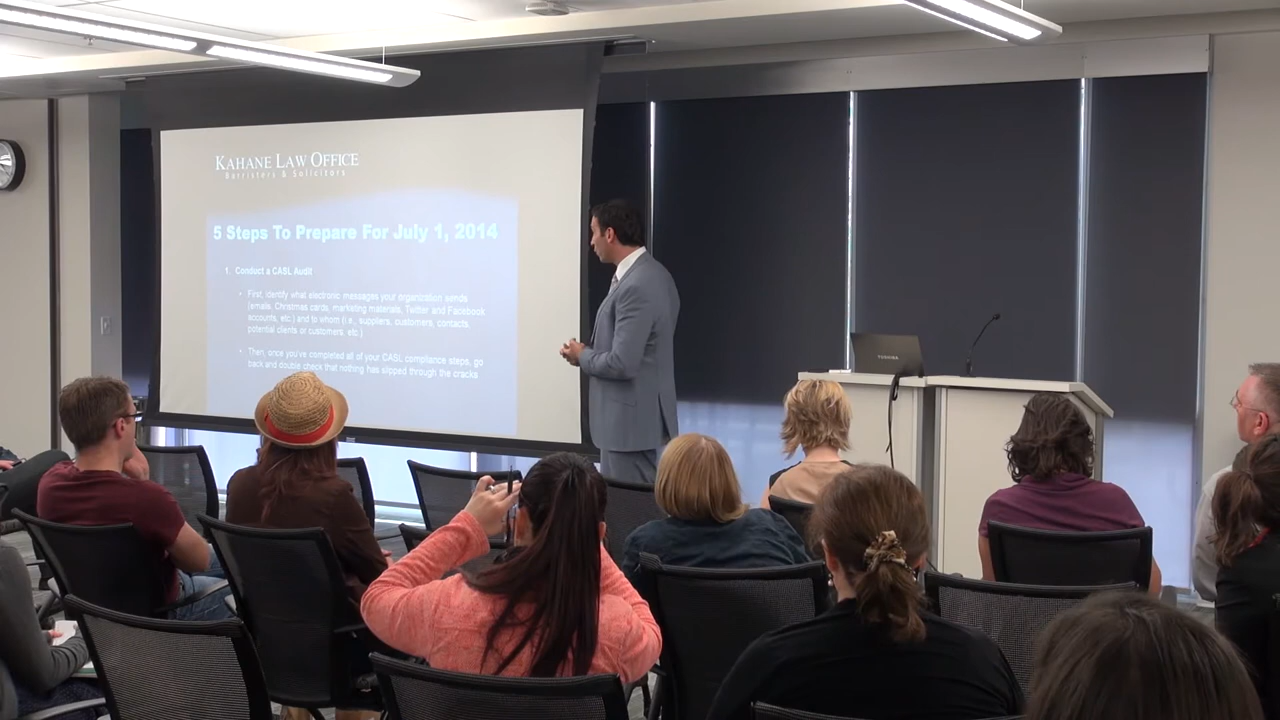 KAHANE LAW OFFICE
Barristers & Solicitors
5 Steps To Prepare For July 1, 2014
1. Conduct a CASL Audit
• First, identify what electronic messages your organization sends
(emails, Christmas cards, marketing materials, Twitter and Facebook
accounts, etc.) and to whom (i.e., suppliers, customers, contacts,
potential clients or customers, etc.)
• Then, once you've completed all of your CASL compliance steps, go
back and double check that nothing has slipped through the cracks
TOSHIBA